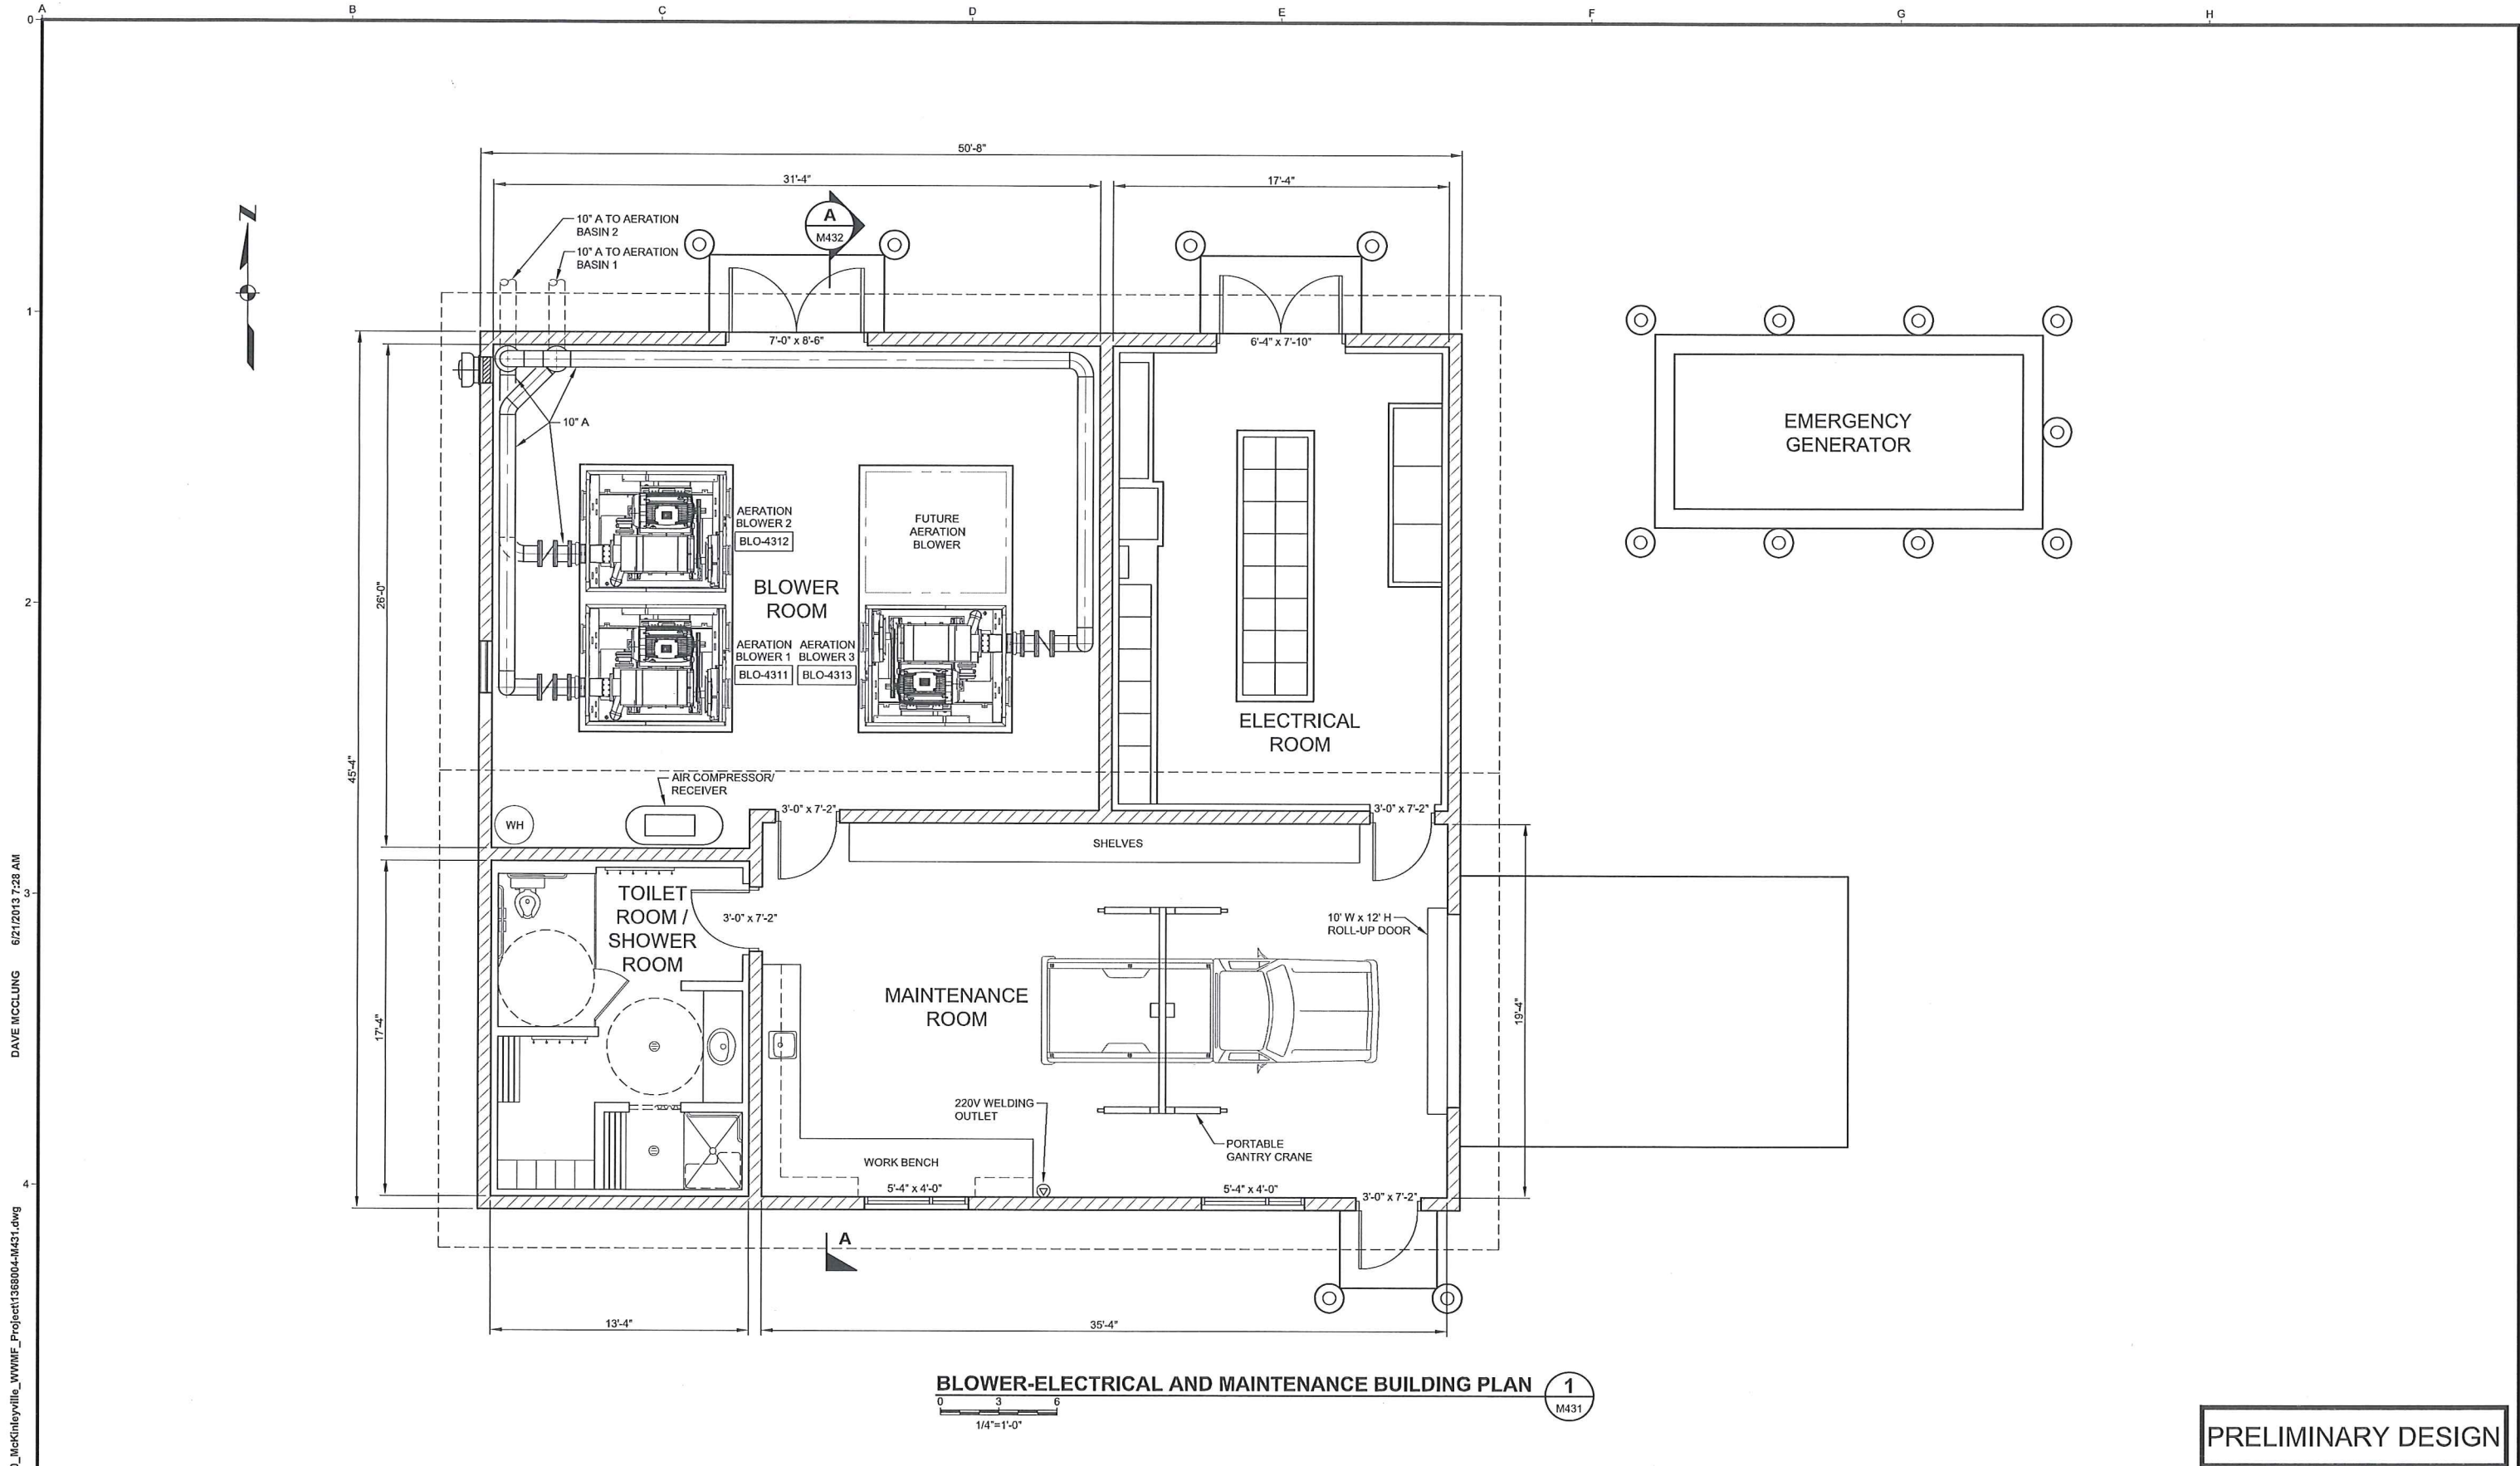 A B C D E F G H
0
1
2
3
4
50'-8"
31'-4"
17'-4"
N
10" A TO AERATION
BASIN 2
10" A TO AERATION
BASIN 1
A
M432
7'-0" x 8'-6"
6'-4" x 7'-10"
10" A
EMERGENCY
GENERATOR
AERATION
BLOWER 2
BLO-4312
FUTURE
AERATION
BLOWER
BLOWER
ROOM
26'-0"
AERATION
BLOWER 1
BLO-4311
AERATION
BLOWER 3
BLO-4313
ELECTRICAL
ROOM
45'-4"
AIR COMPRESSOR/
RECEIVER
WH
3'-0" x 7'-2"
3'-0" x 7'-2"
SHELVES
TOILET
ROOM /
SHOWER
ROOM
3'-0" x 7'-2"
10' W x 12' H
ROLL-UP DOOR
MAINTENANCE
ROOM
17'-4"
19'-4"
220V WELDING
OUTLET
PORTABLE
GANTRY CRANE
WORK BENCH
5'-4" x 4'-0"
5'-4" x 4'-0"
3'-0" x 7'-2"
A
13'-4"
35'-4"
BLOWER-ELECTRICAL AND MAINTENANCE BUILDING PLAN
1
M431
0 3 6
1/4"=1'-0"
PRELIMINARY DESIGN
_McKinleyville_WWMF_Project\1368004-M431.dwg DAVE MCCLUNG 6/21/2013 7:28 AM